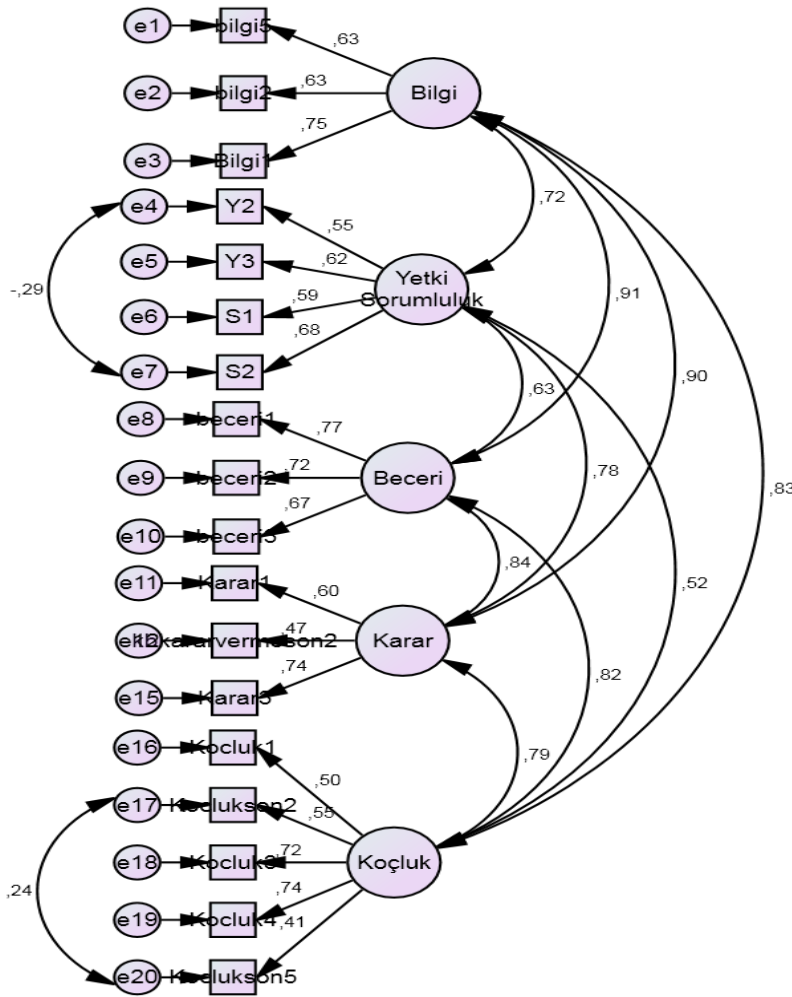 e1 bilgi5 ,63
e2 bilgi2 ,63 Bilgi
e3 Bilgi1 ,75
e4 Y2 ,55 ,72
e5 Y3 ,62 Yetki
-,29 Sorumluluk ,91
e6 S1 ,59
e7 S2 ,68 ,63 ,90
e8 beceri1 ,77
e9 beceri2 ,72 Beceri ,78 ,83
e10 beceri3 ,67
e11 Karar1 ,60 ,84 ,52
,47 Karar
e15 Karar3 ,74 ,82
e16 Kocluk1 ,50 ,79
e17 Koclukson2 ,55
e18 Kocluk3 ,72 Koçluk
,24
e19 Kocluk4 ,74
e20 Koclukson5 ,41